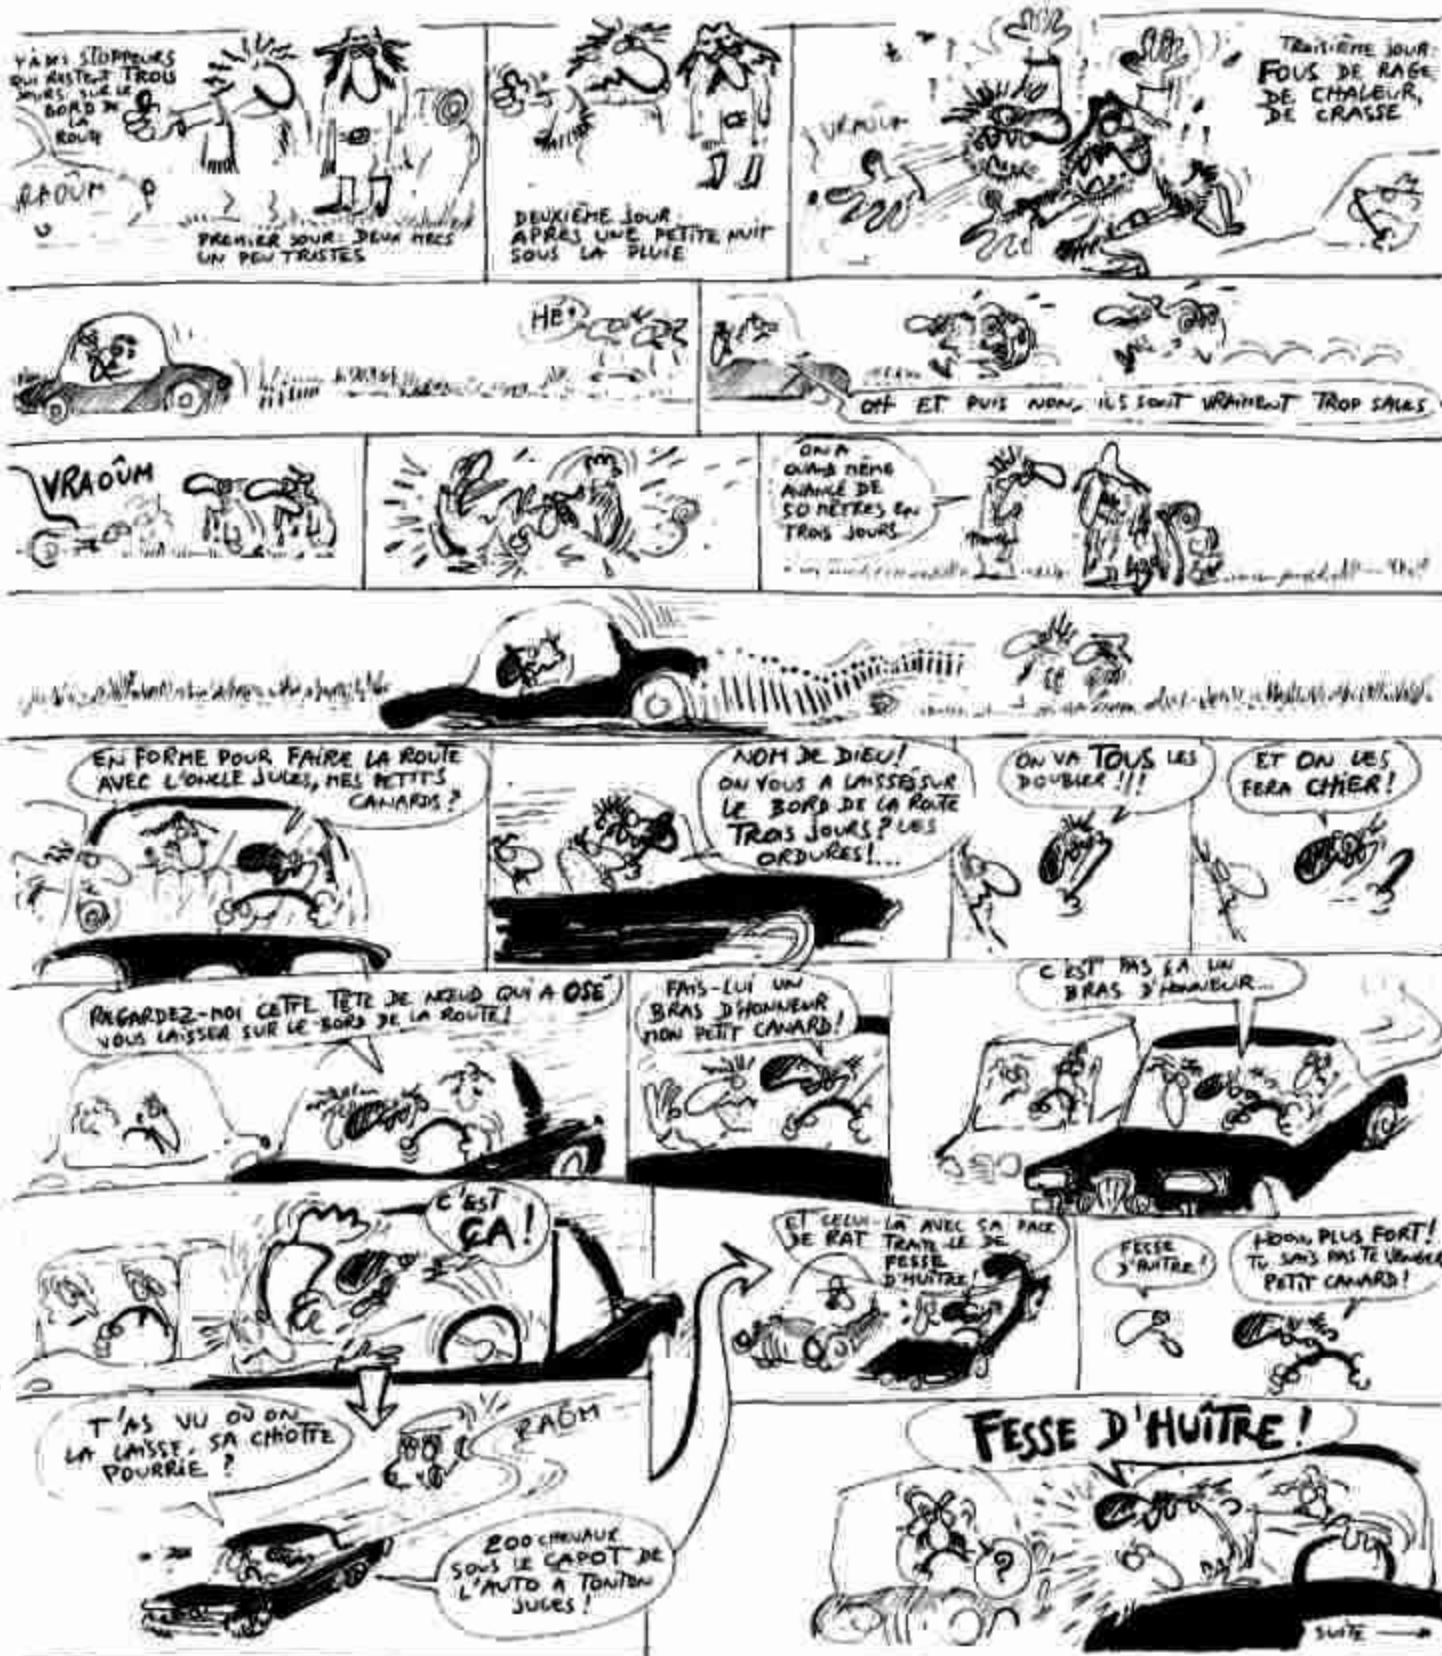 Y'A DES STOPPEURS
QUI RESTENT TROIS
JOURS SUR LE
BORD DE
LA
ROUTE
RAOÛM
PREMIER JOUR: DEUX MECS
UN PEU TRISTES
DEUXIÈME JOUR
APRÈS UNE PETITE NUIT
SOUS LA PLUIE
VRAOÛM
TROISIÈME JOUR:
FOUS DE RAGE
DE CHALEUR,
DE CRASSE
HÉ!
OH ET PUIS NON, ILS SONT VRAIMENT TROP SALES
VRAOÛM
ON A
QUAND MÊME
AVANCÉ DE
50 MÈTRES EN
TROIS JOURS
EN FORME POUR FAIRE LA ROUTE
AVEC L'ONCLE JULES, MES PETITS
CANARDS?
NOM DE DIEU!
ON VOUS A LAISSÉS SUR
LE BORD DE LA ROUTE
TROIS JOURS? LES
ORDURES!...
ON VA TOUS LES
DOUBLER!!!
ET ON LES
FERA CHIER!
REGARDEZ-MOI CETTE TÊTE DE NŒUD QUI A OSÉ
VOUS LAISSER SUR LE BORD DE LA ROUTE!
FAIS-LUI UN
BRAS D'HONNEUR
MON PETIT CANARD!
C'EST PAS ÇA UN
BRAS D'HONNEUR...
C'EST
ÇA!
T'AS VU OÙ ON
LA LAISSE, SA CHIOTTE
POURRIE?
RAOM
200 CHEVAUX
SOUS LE CAPOT DE
L'AUTO A TONTON
JULES!
ET CELUI-LÀ AVEC SA FACE
DE RAT TRAITE LE DE
FESSE
D'HUÎTRE!
FESSE
D'HUÎTRE!
PLUS FORT!
TU SAIS PAS TE VENGER
PETIT CANARD!
FESSE D'HUÎTRE!
?
SUITE